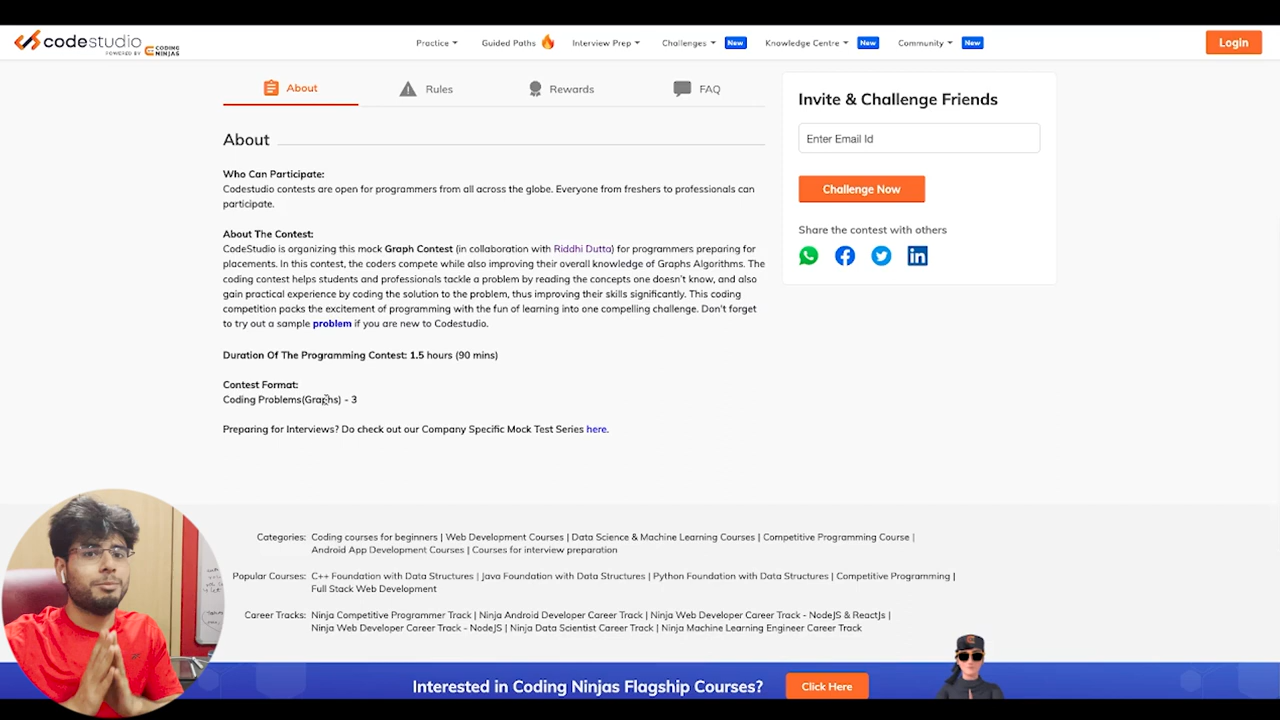 codestudio
POWERED BY CODING NINJAS
Practice Guided Paths Interview Prep Challenges New Knowledge Centre New Community New Login
About Rules Rewards FAQ
About
Who Can Participate:
Codestudio contests are open for programmers from all across the globe. Everyone from freshers to professionals can
participate.
About The Contest:
CodeStudio is organizing this mock Graph Contest (in collaboration with Riddhi Dutta) for programmers preparing for
placements. In this contest, the coders compete while also improving their overall knowledge of Graphs Algorithms. The
coding contest helps students and professionals tackle a problem by reading the concepts one doesn't know, and also
gain practical experience by coding the solution to the problem, thus improving their skills significantly. This coding
competition packs the excitement of programming with the fun of learning into one compelling challenge. Don't forget
to try out a sample problem if you are new to Codestudio.
Duration Of The Programming Contest: 1.5 hours (90 mins)
Contest Format:
Coding Problems(Graphs) - 3
Preparing for Interviews? Do check out our Company Specific Mock Test Series here.
Invite & Challenge Friends
Enter Email Id
Challenge Now
Share the contest with others
Categories: Coding courses for beginners | Web Development Courses | Data Science & Machine Learning Courses | Competitive Programming Course |
Android App Development Courses | Courses for interview preparation
Popular Courses: C++ Foundation with Data Structures | Java Foundation with Data Structures | Python Foundation with Data Structures | Competitive Programming |
Full Stack Web Development
Career Tracks: Ninja Competitive Programmer Track | Ninja Android Developer Career Track | Ninja Web Developer Career Track - NodeJS & ReactJs |
Ninja Web Developer Career Track - NodeJS | Ninja Data Scientist Career Track | Ninja Machine Learning Engineer Career Track
Interested in Coding Ninjas Flagship Courses? Click Here